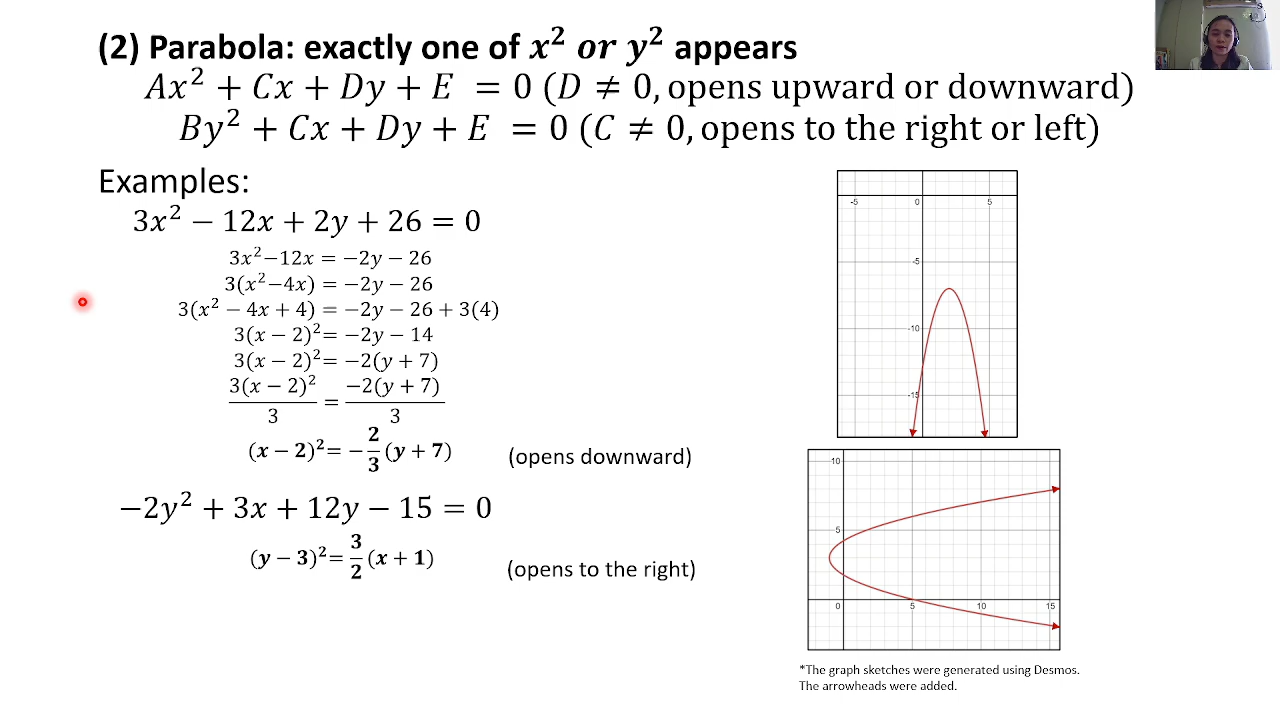 (2) Parabola: exactly one of x² or y² appears
Ax² + Cx + Dy + E = 0 (D ≠ 0, opens upward or downward)
By² + Cx + Dy + E = 0 (C ≠ 0, opens to the right or left)
Examples:
3x² − 12x + 2y + 26 = 0
3x²−12x = −2y − 26
3(x²−4x) = −2y − 26
3(x² − 4x + 4) = −2y − 26 + 3(4)
3(x − 2)²= −2y − 14
3(x − 2)²= −2(y + 7)
3(x − 2)²/3 = −2(y + 7)/3
(x − 2)²= −2/3(y + 7) (opens downward)
−2y² + 3x + 12y − 15 = 0
(y − 3)²= 3/2(x + 1) (opens to the right)
-5 0 5
-5
-10
-15
10
5
0 5 10 15
*The graph sketches were generated using Desmos.
The arrowheads were added.